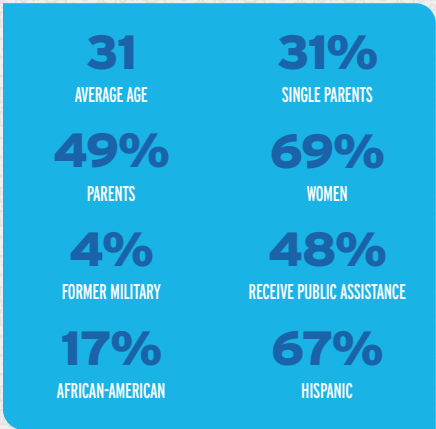 31
AVERAGE AGE
31%
SINGLE PARENTS
49%
PARENTS
69%
WOMEN
4%
FORMER MILITARY
48%
RECEIVE PUBLIC ASSISTANCE
17%
AFRICAN-AMERICAN
67%
HISPANIC